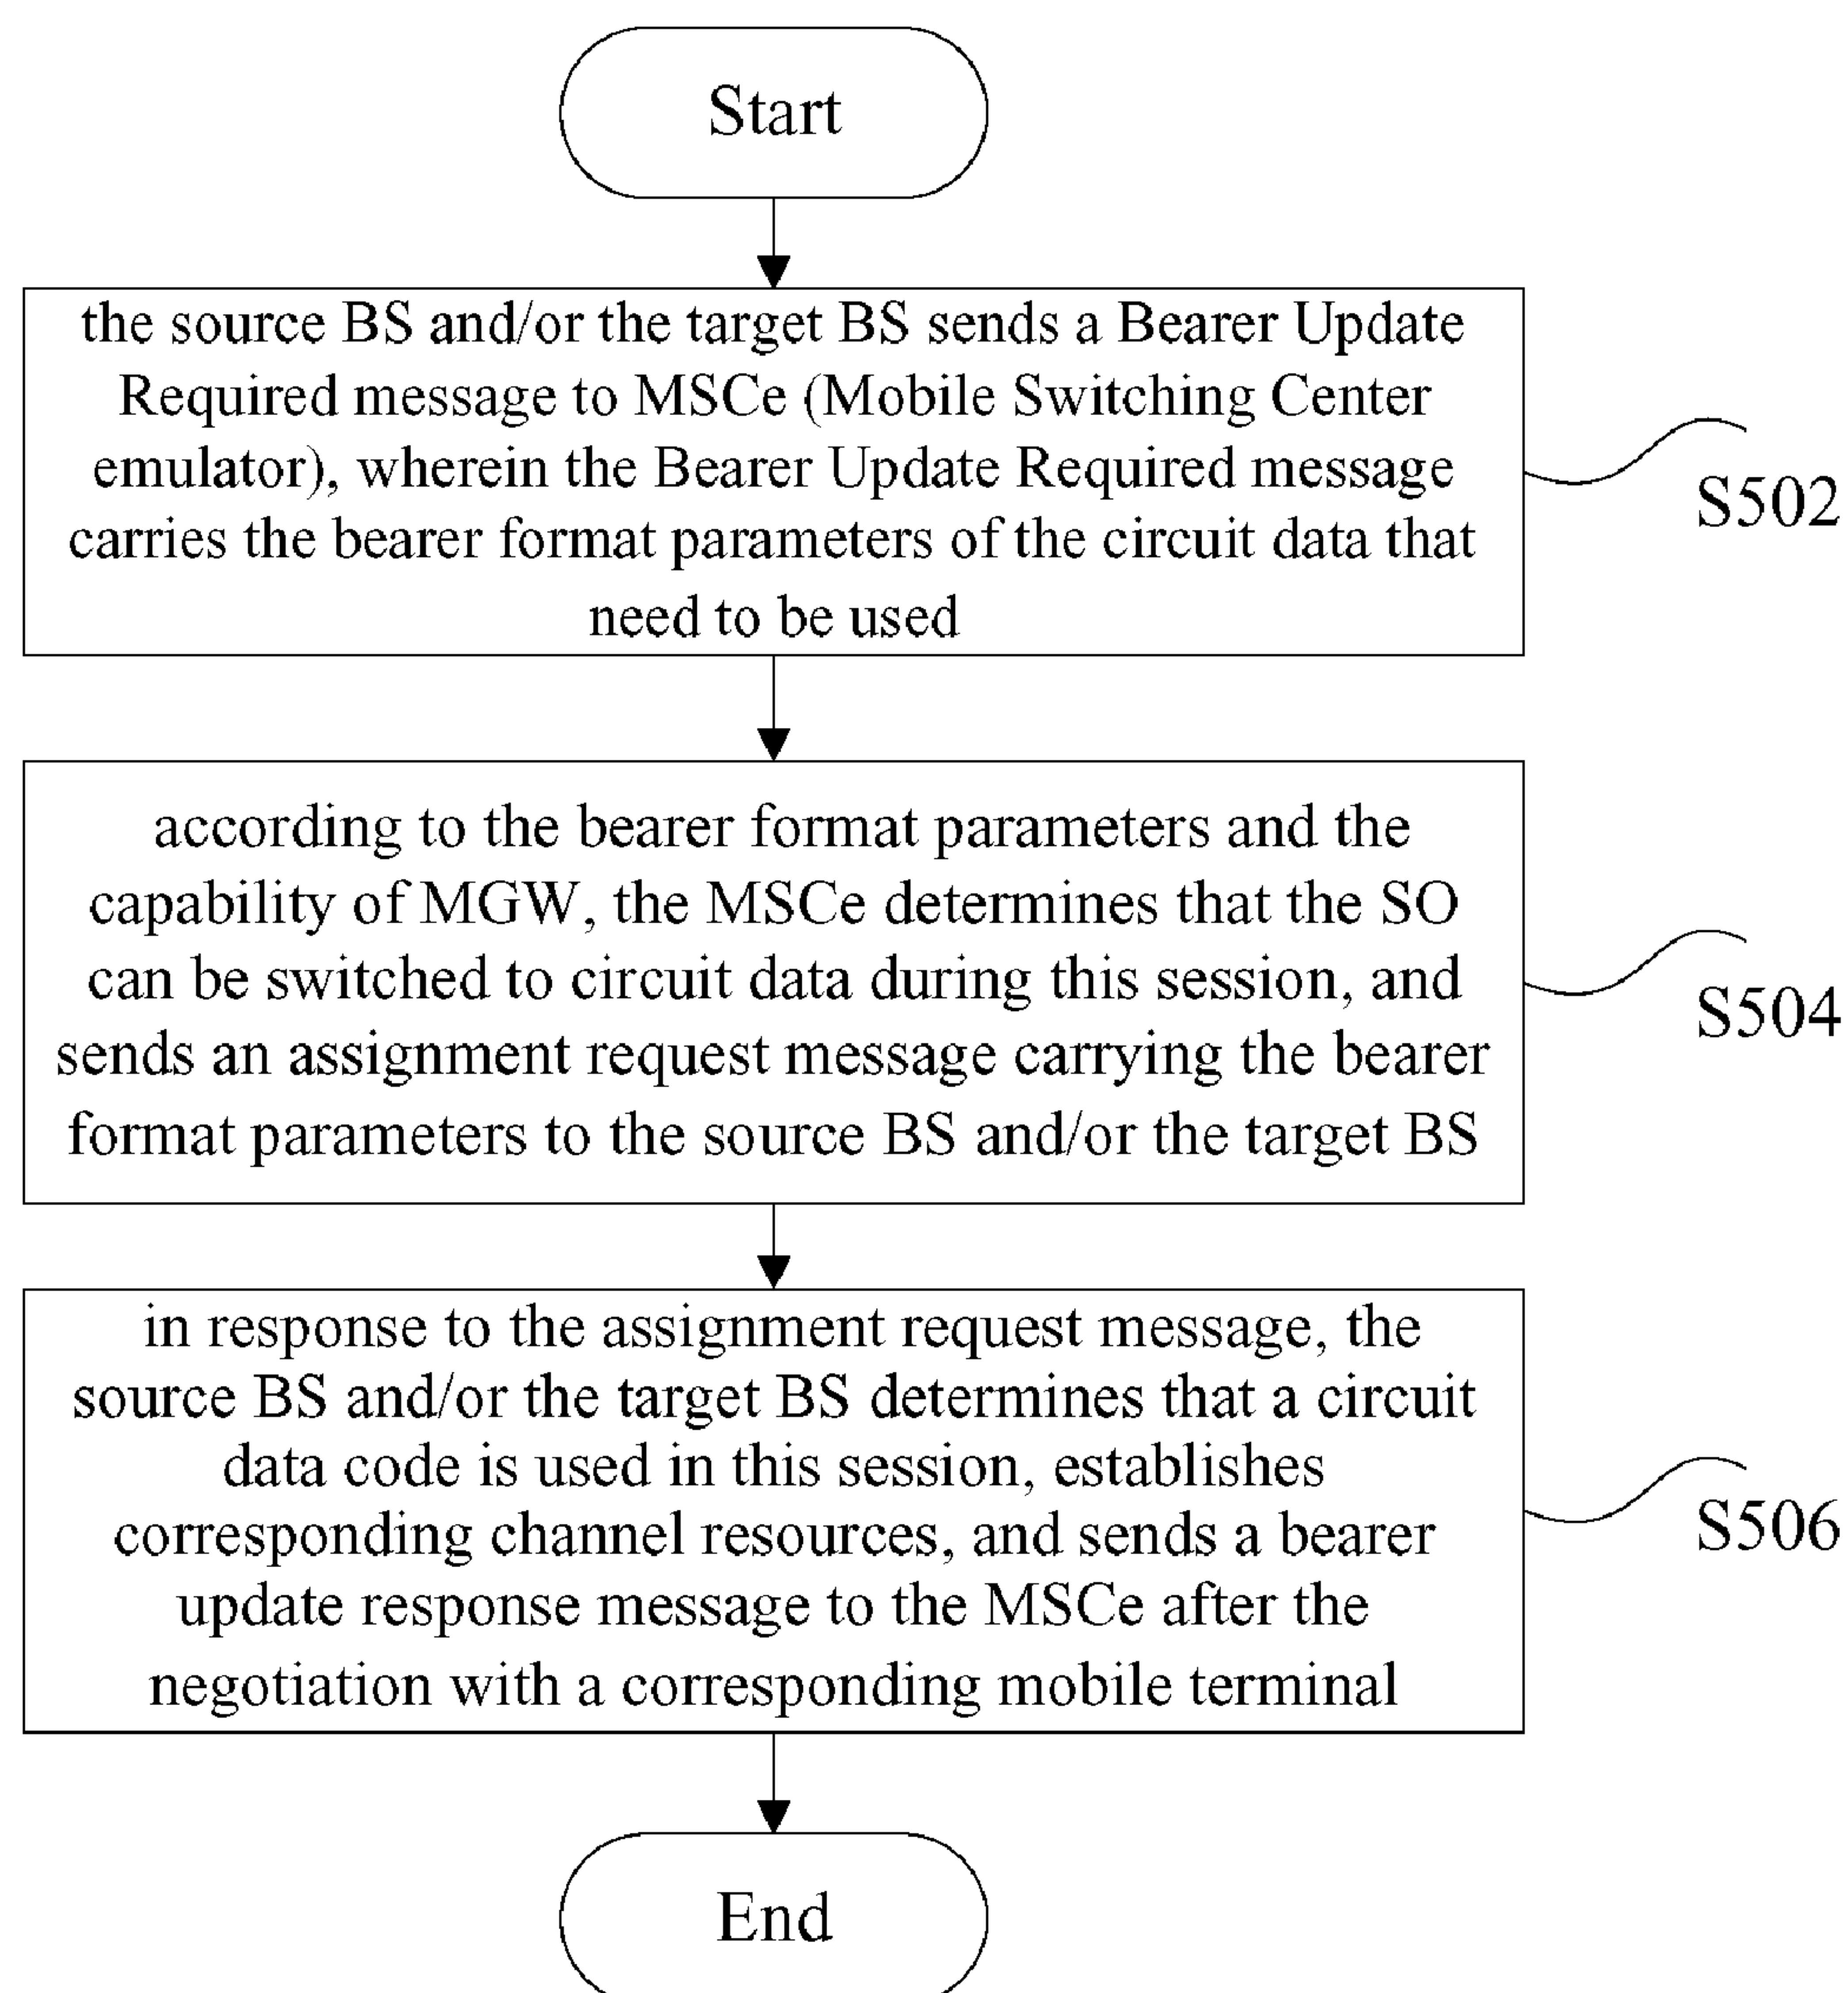 Start
the source BS and/or the target BS sends a Bearer Update
Required message to MSCe (Mobile Switching Center
emulator), wherein the Bearer Update Required message
carries the bearer format parameters of the circuit data that
need to be used
S502
according to the bearer format parameters and the
capability of MGW, the MSCe determines that the SO
can be switched to circuit data during this session, and
sends an assignment request message carrying the bearer
format parameters to the source BS and/or the target BS
S504
in response to the assignment request message, the
source BS and/or the target BS determines that a circuit
data code is used in this session, establishes
corresponding channel resources, and sends a bearer
update response message to the MSCe after the
negotiation with a corresponding mobile terminal
S506
End